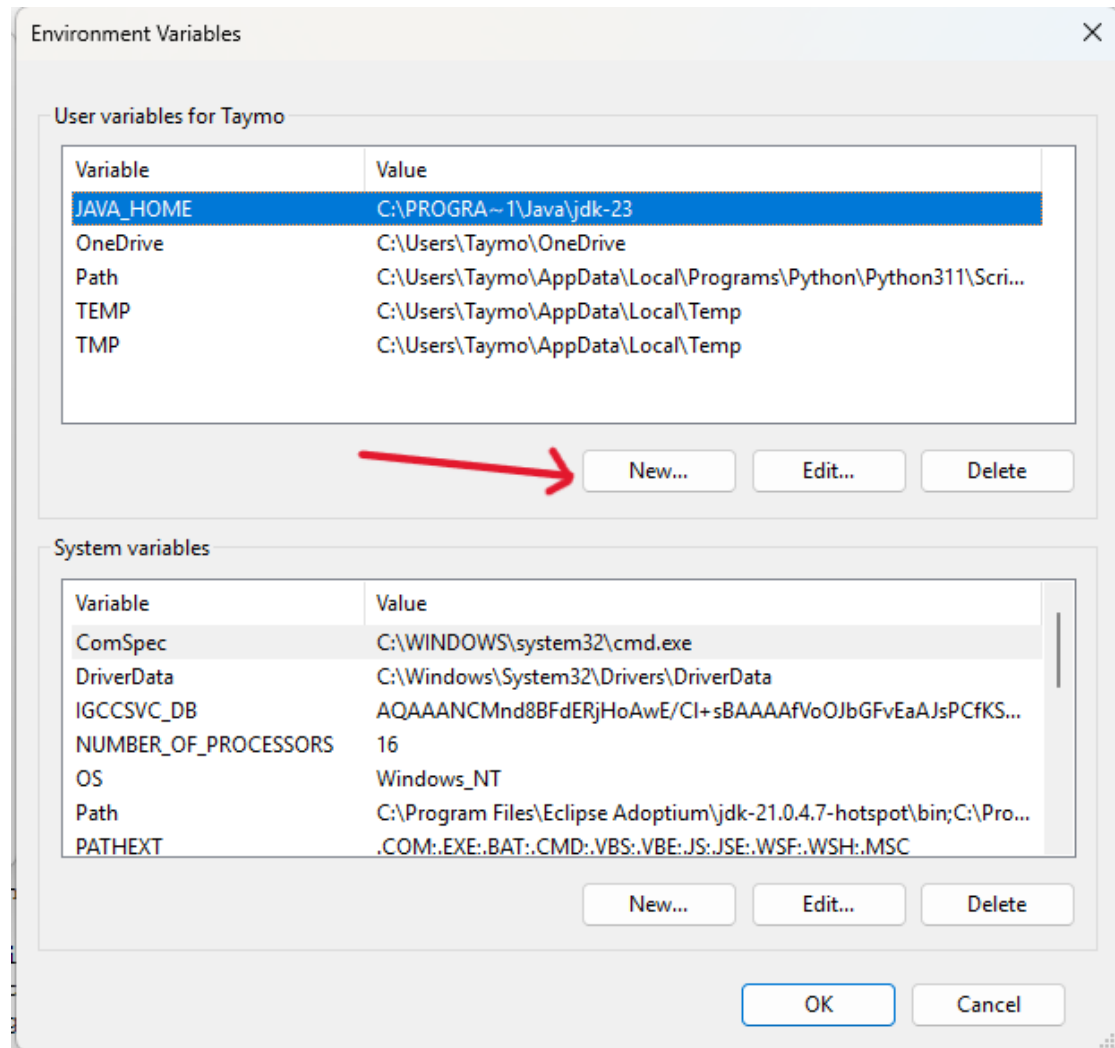 Environment Variables
User variables for Taymo
Variable Value
JAVA_HOME C:\PROGRA~1\Java\jdk-23
OneDrive C:\Users\Taymo\OneDrive
Path C:\Users\Taymo\AppData\Local\Programs\Python\Python311\Scri...
TEMP C:\Users\Taymo\AppData\Local\Temp
TMP C:\Users\Taymo\AppData\Local\Temp
New... Edit... Delete
System variables
Variable Value
ComSpec C:\WINDOWS\system32\cmd.exe
DriverData C:\Windows\System32\Drivers\DriverData
IGCCSVC_DB AQAAANCMnd8BFdERjHoAwE/Cl+sBAAAAfVoOJbGFvEaAJsPCfKS...
NUMBER_OF_PROCESSORS 16
OS Windows_NT
Path C:\Program Files\Eclipse Adoptium\jdk-21.0.4.7-hotspot\bin;C:\Pro...
PATHEXT .COM;.EXE;.BAT;.CMD;.VBS;.VBE;.JS;.JSE;.WSF;.WSH;.MSC
New... Edit... Delete
OK Cancel